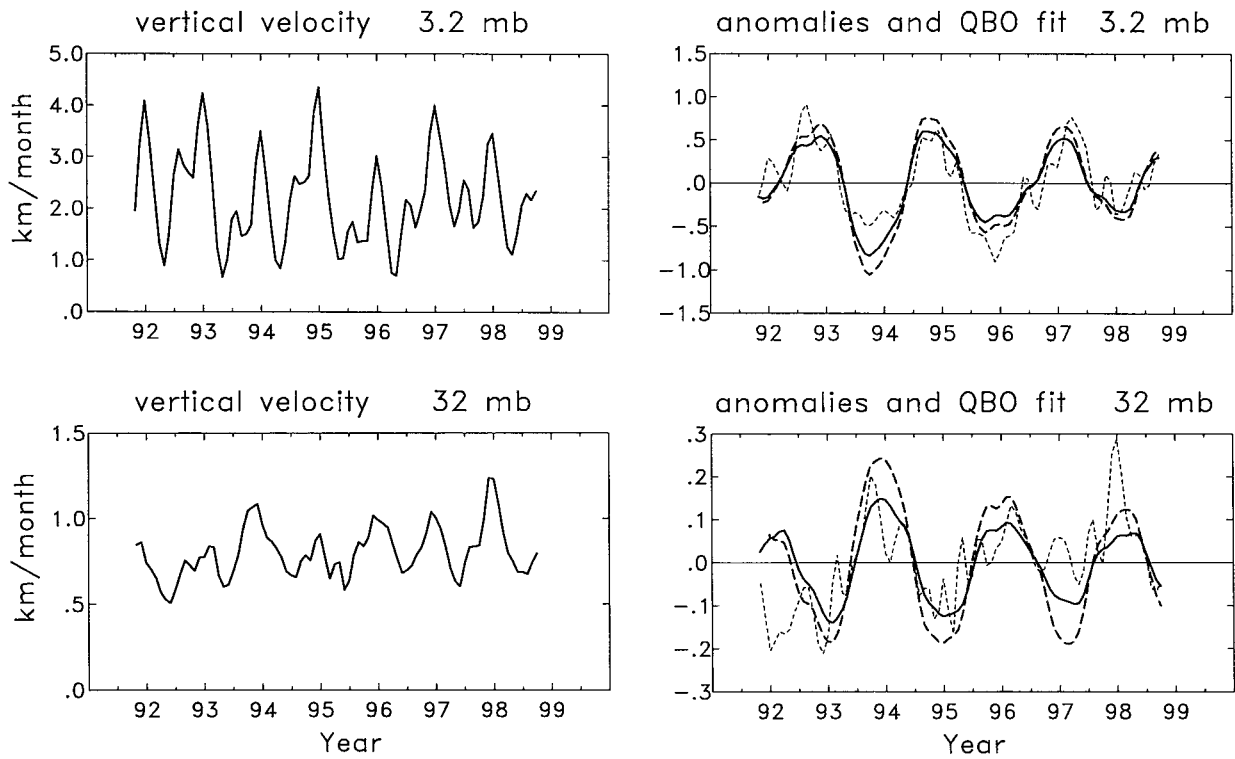 vertical velocity 3.2 mb
5.0
4.0
3.0
2.0
1.0
.0
km/month
92 93 94 95 96 97 98 99
anomalies and QBO fit 3.2 mb
1.5
1.0
.5
.0
−.5
−1.0
−1.5
92 93 94 95 96 97 98 99
vertical velocity 32 mb
1.5
1.0
.5
.0
km/month
92 93 94 95 96 97 98 99
Year
anomalies and QBO fit 32 mb
.3
.2
.1
.0
−.1
−.2
−.3
92 93 94 95 96 97 98 99
Year